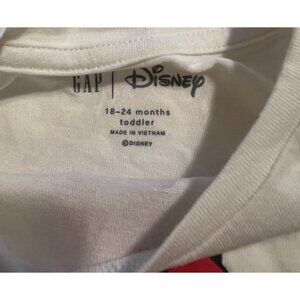 GAP | Disney
18–24 months
toddler
MADE IN VIETNAM
©DISNEY